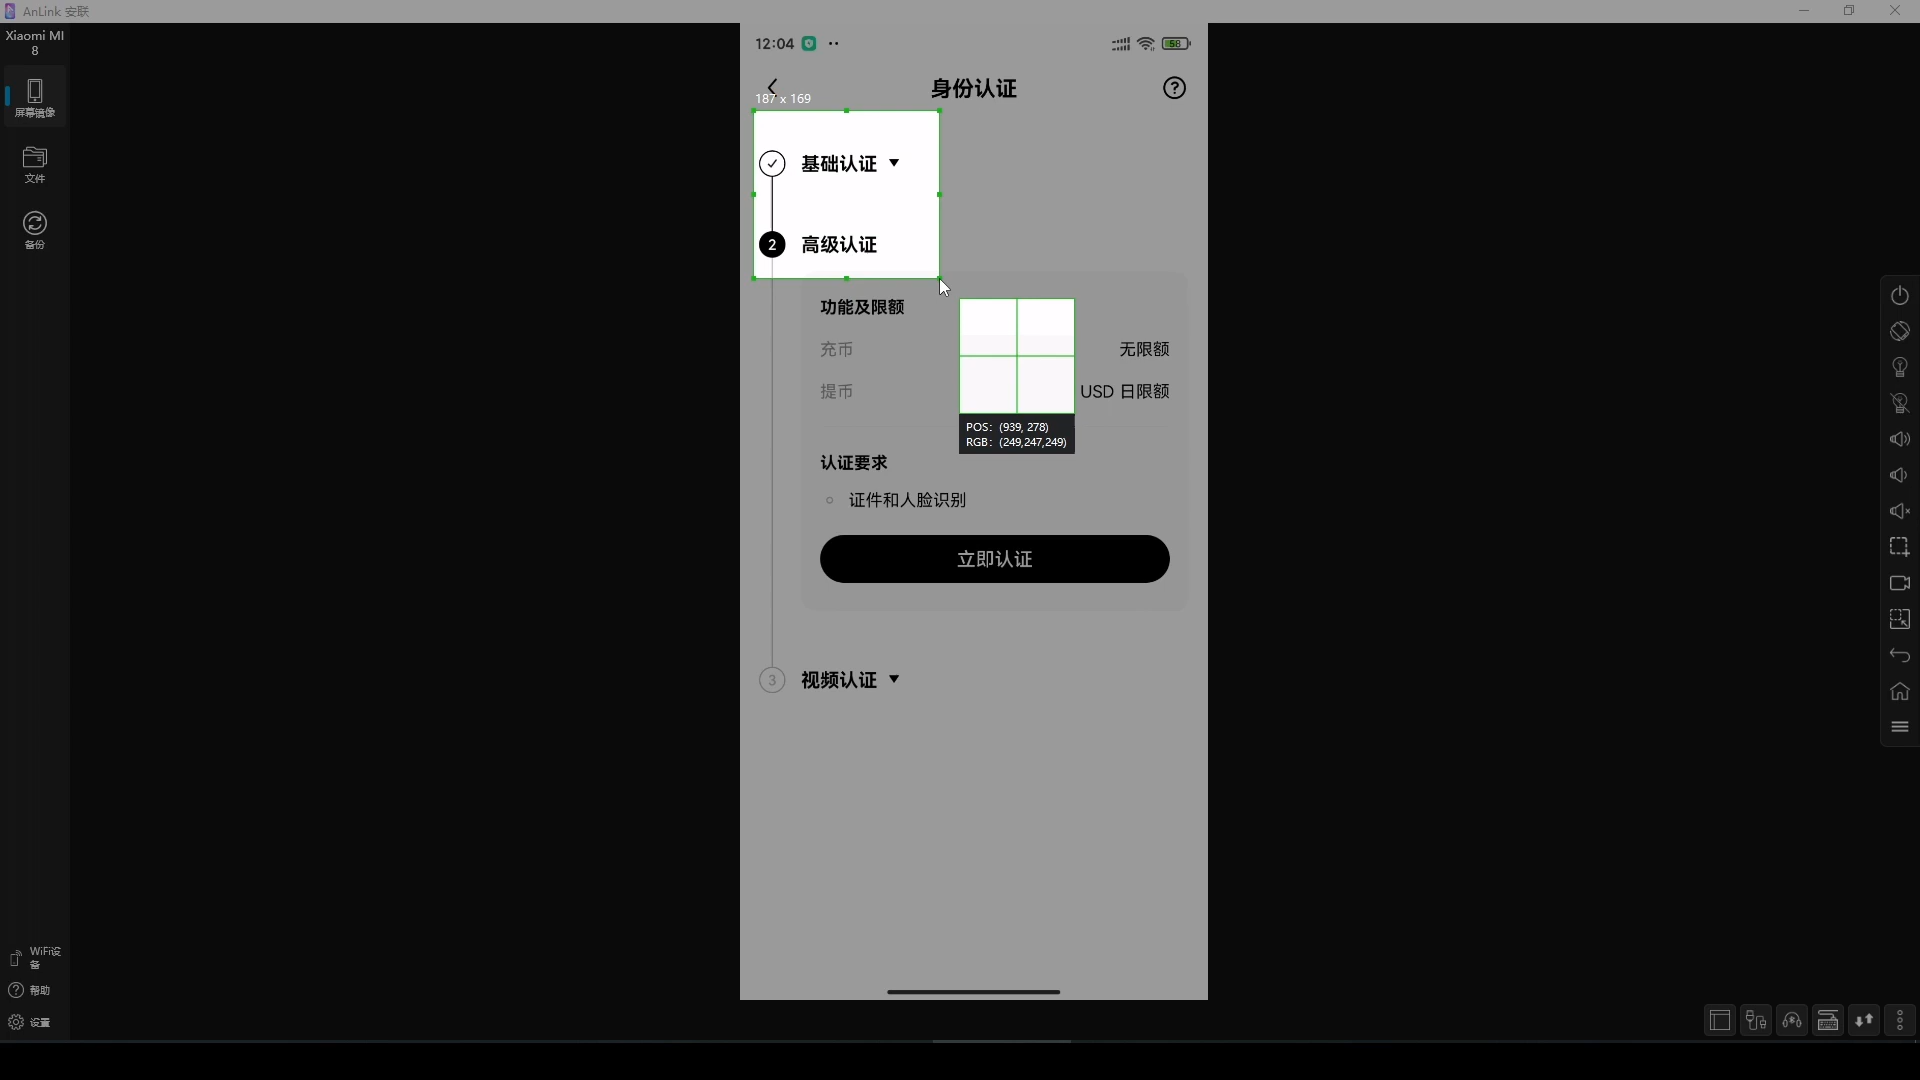 AnLink 安联
Xiaomi MI
8
屏幕镜像
文件
备份
WiFi设
备
帮助
设置
12:04
58
身份认证
187 x 169
基础认证
2
高级认证
功能及限额
充币
无限额
提币
USD 日限额
POS: (939, 278)
RGB: (249,247,249)
认证要求
证件和人脸识别
立即认证
3
视频认证